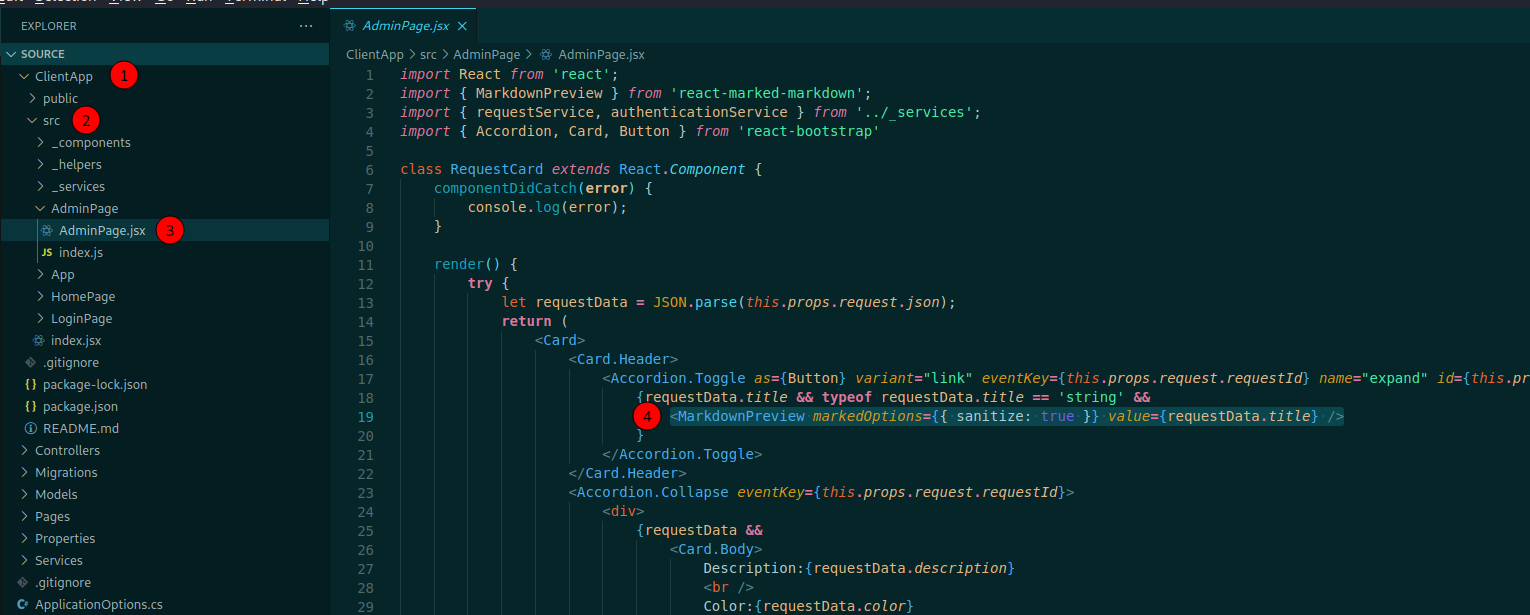 Selection View Go Run Terminal Help
EXPLORER
SOURCE
ClientApp 1
public
src 2
_components
_helpers
_services
AdminPage
AdminPage.jsx 3
JS index.js
App
HomePage
LoginPage
index.jsx
.gitignore
{} package-lock.json
{} package.json
README.md
Controllers
Migrations
Models
Pages
Properties
Services
.gitignore
ApplicationOptions.cs
AdminPage.jsx
ClientApp > src > AdminPage > AdminPage.jsx
1 import React from 'react';
2 import { MarkdownPreview } from 'react-marked-markdown';
3 import { requestService, authenticationService } from '../_services';
4 import { Accordion, Card, Button } from 'react-bootstrap'
5
6 class RequestCard extends React.Component {
7 componentDidCatch(error) {
8 console.log(error);
9 }
10
11 render() {
12 try {
13 let requestData = JSON.parse(this.props.request.json);
14 return (
15 <Card>
16 <Card.Header>
17 <Accordion.Toggle as={Button} variant="link" eventKey={this.props.request.requestId} name="expand" id={this.pr
18 {requestData.title && typeof requestData.title == 'string' &&
19 4 <MarkdownPreview markedOptions={{ sanitize: true }} value={requestData.title} />
20 }
21 </Accordion.Toggle>
22 </Card.Header>
23 <Accordion.Collapse eventKey={this.props.request.requestId}>
24 <div>
25 {requestData &&
26 <Card.Body>
27 Description:{requestData.description}
28 <br />
29 Color:{requestData.color}